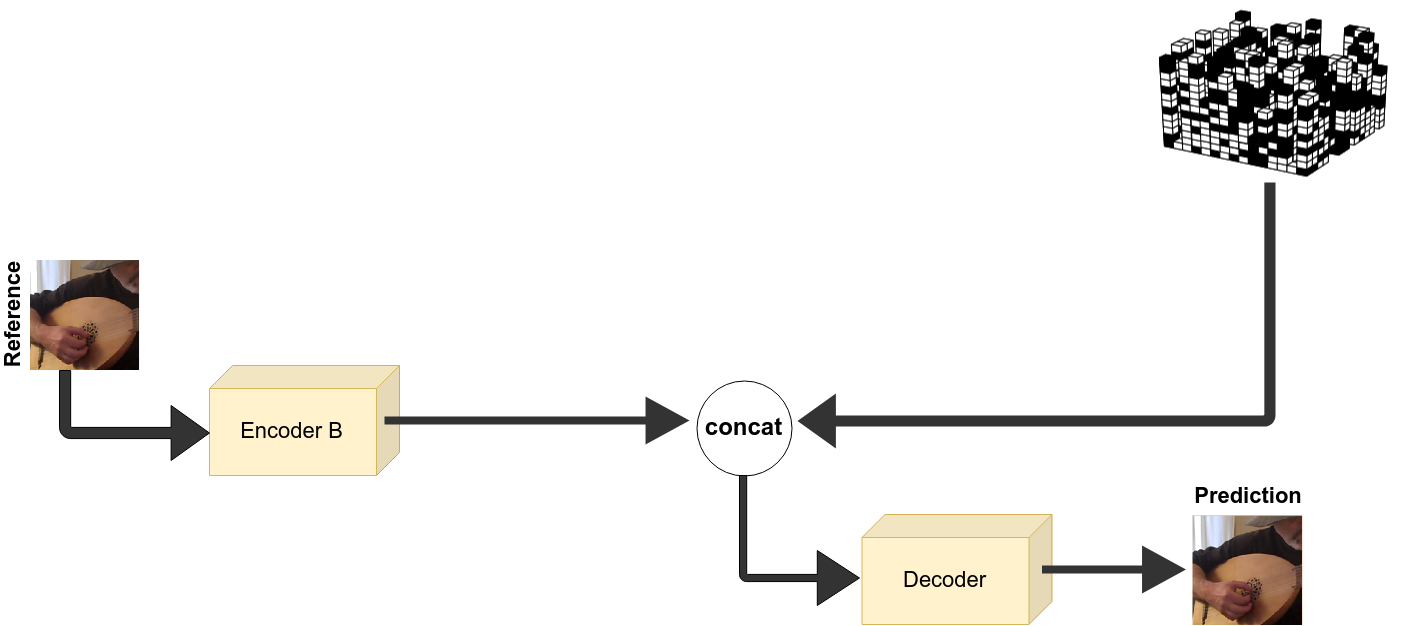 Reference
Encoder B
concat
Prediction
Decoder